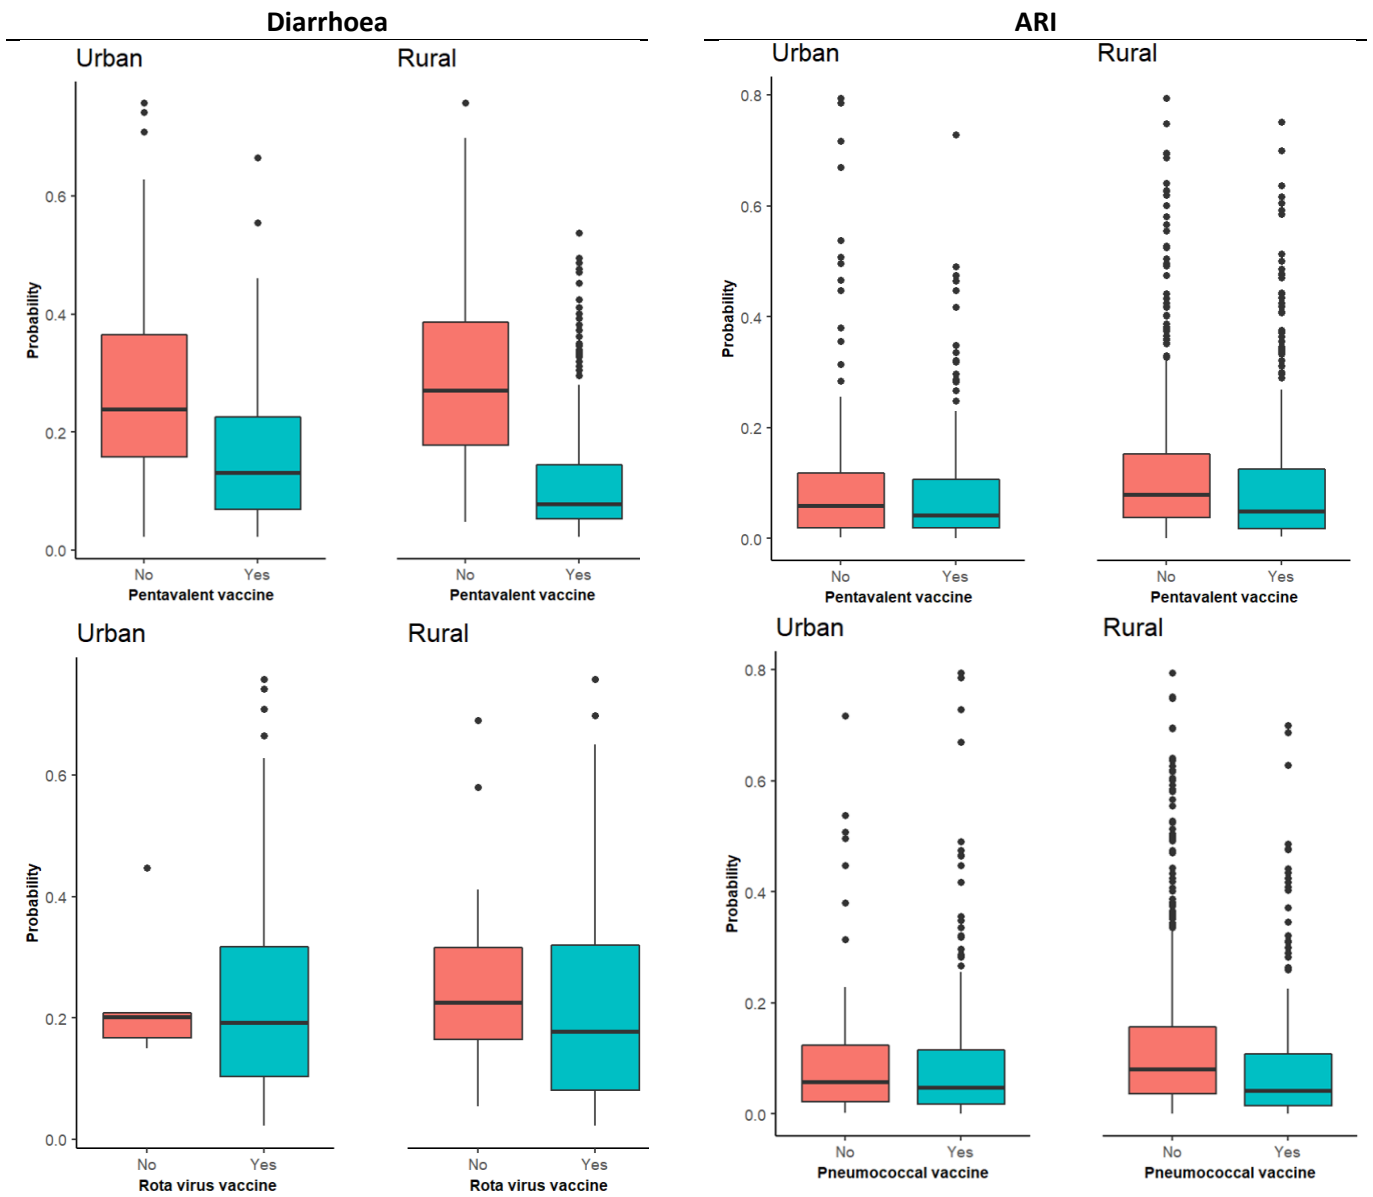 Diarrhoea
ARI
Urban
Rural
Urban
Rural
Probability
0.6
0.4
0.2
0.0
No
Yes
No
Yes
Pentavalent vaccine
Pentavalent vaccine
Probability
0.8
0.6
0.4
0.2
0.0
No
Yes
No
Yes
Pentavalent vaccine
Pentavalent vaccine
Urban
Rural
Urban
Rural
Probability
0.6
0.4
0.2
0.0
No
Yes
No
Yes
Rota virus vaccine
Rota virus vaccine
Probability
0.8
0.6
0.4
0.2
0.0
No
Yes
No
Yes
Pneumococcal vaccine
Pneumococcal vaccine